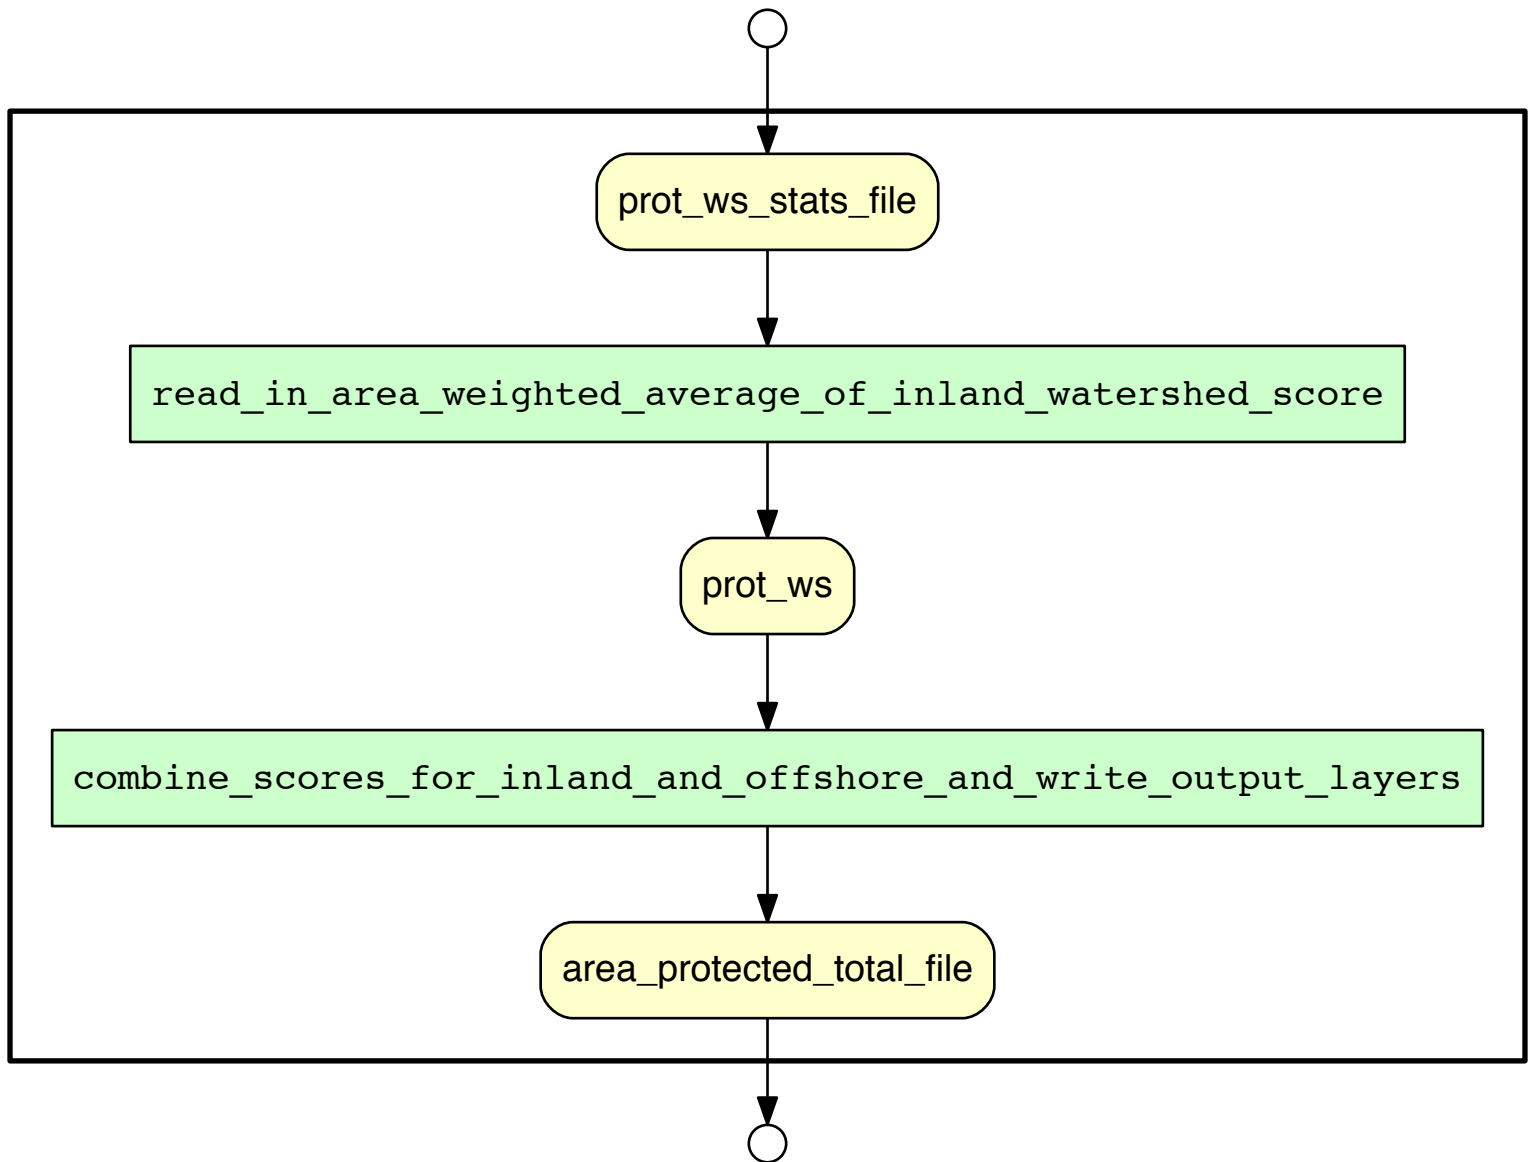 prot_ws_stats_file
read_in_area_weighted_average_of_inland_watershed_score
prot_ws
combine_scores_for_inland_and_offshore_and_write_output_layers
area_protected_total_file